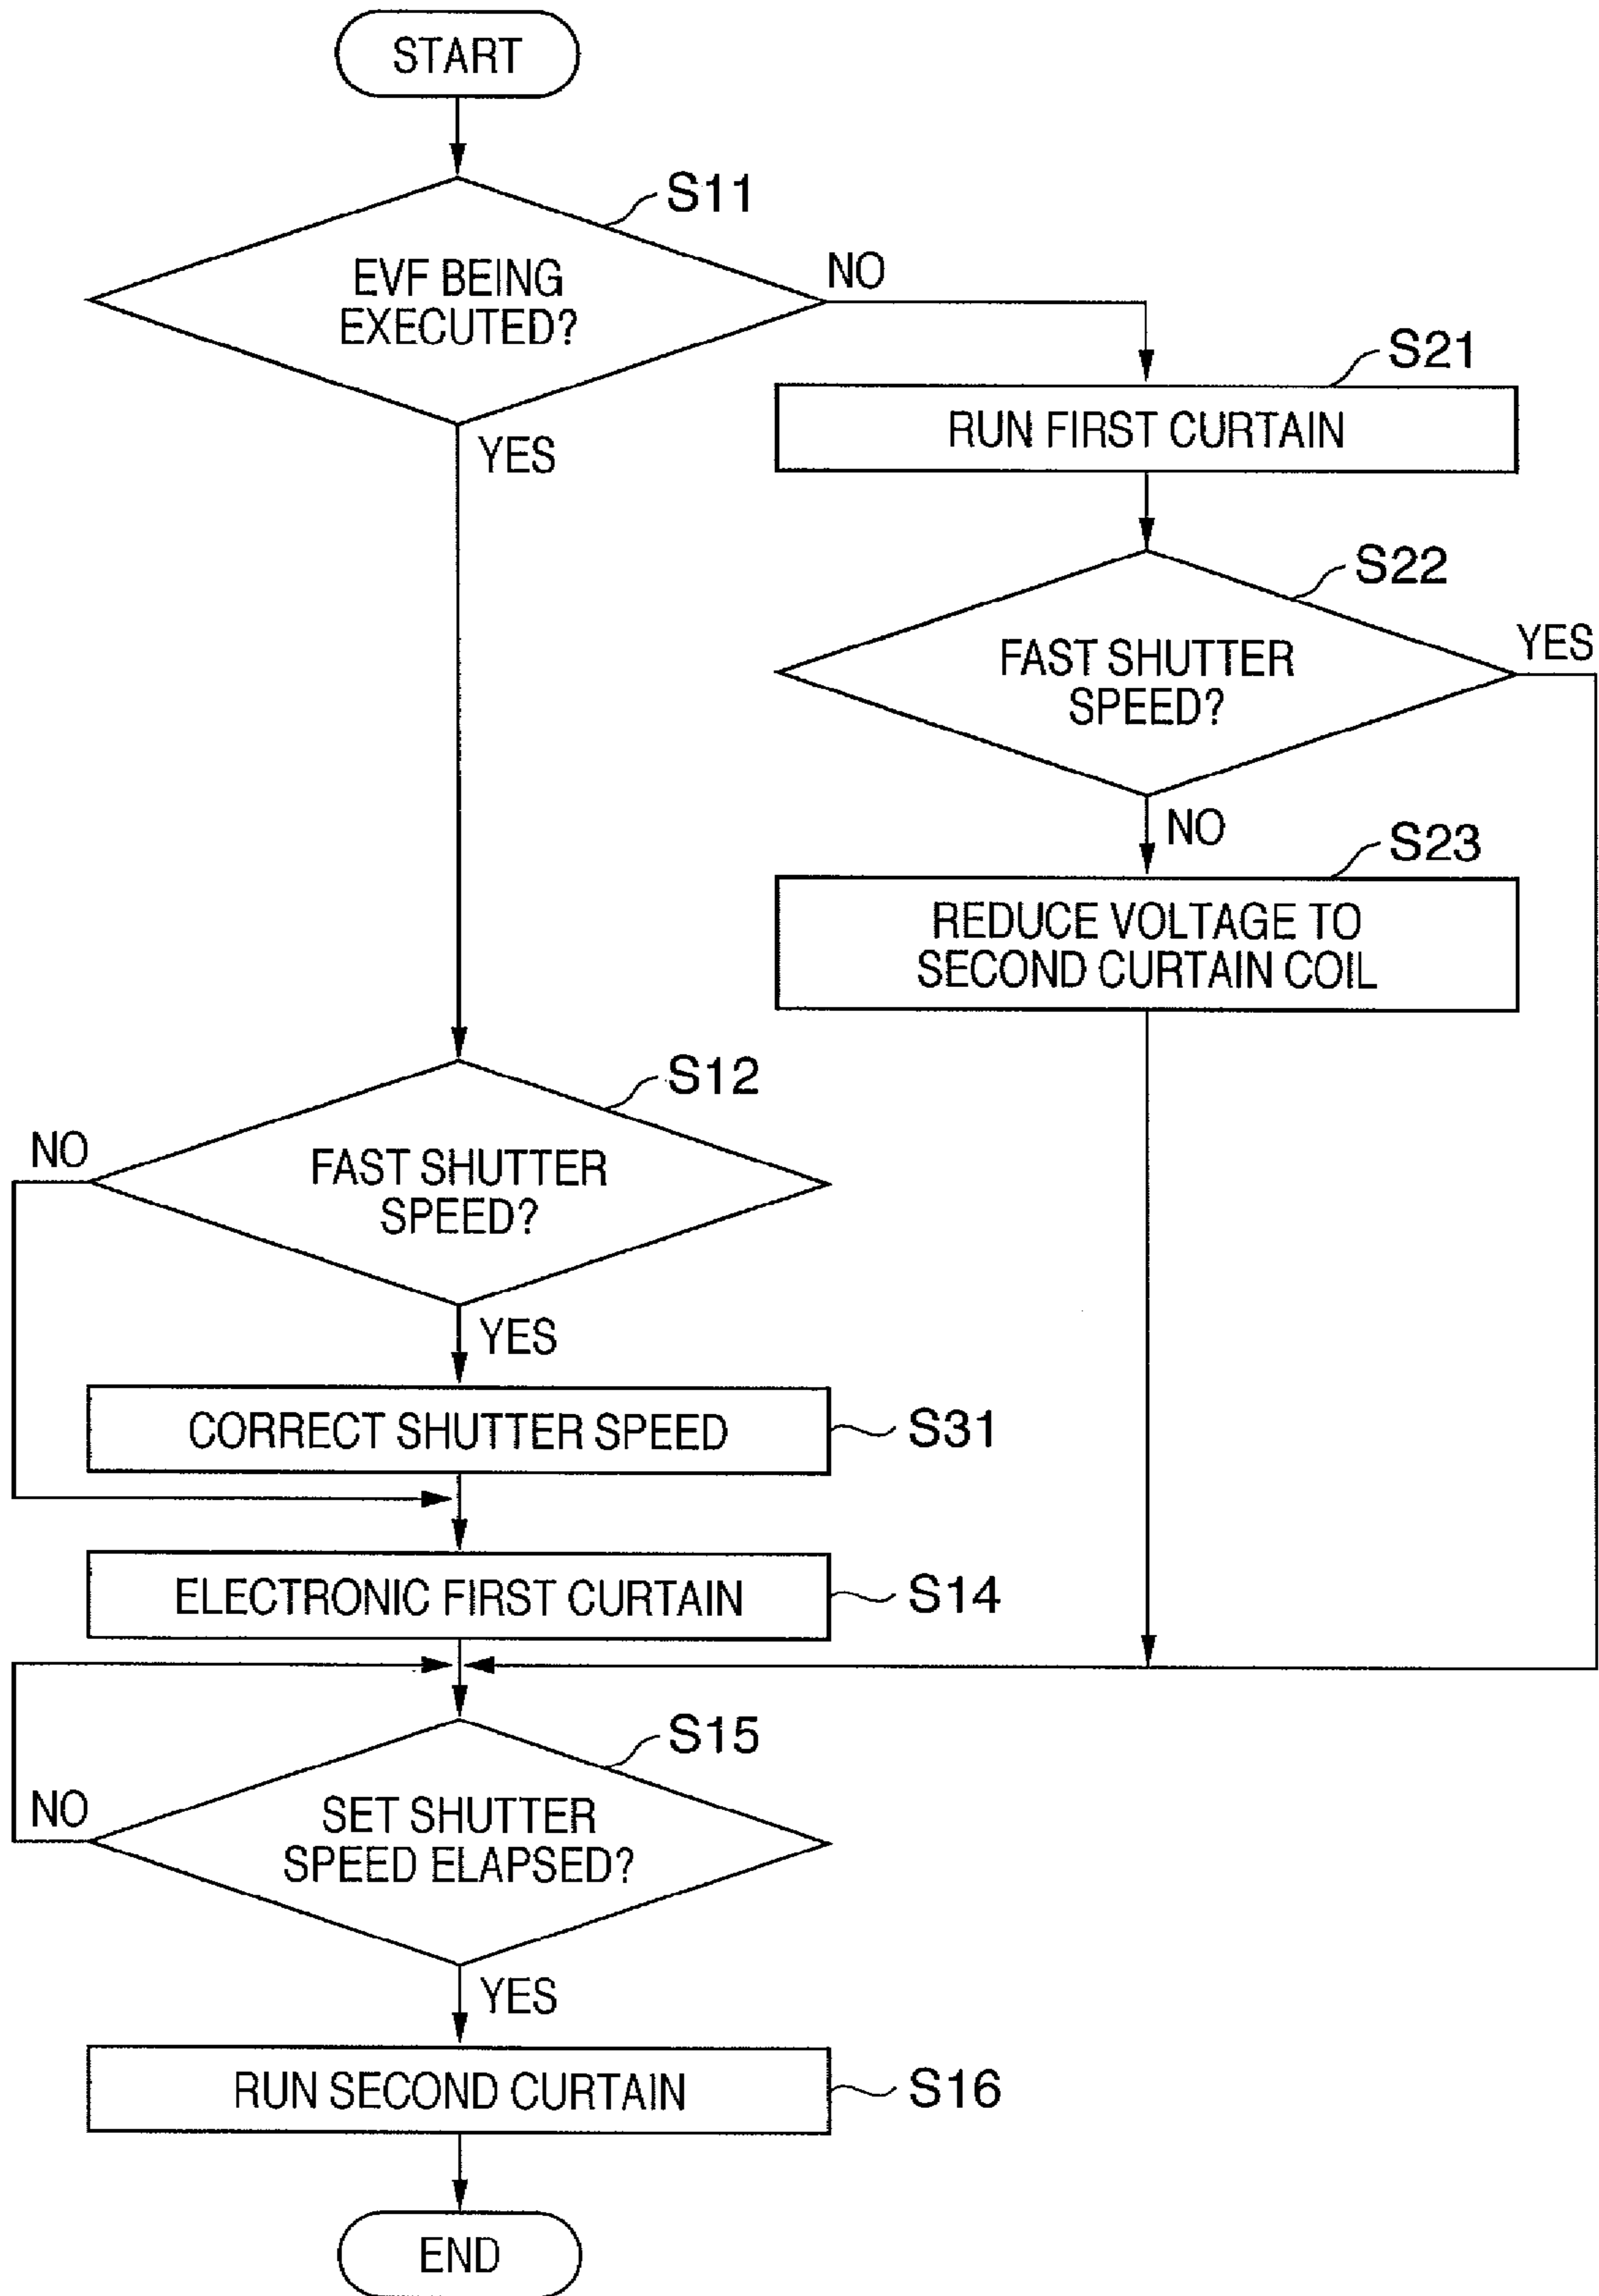 START
S11
EVF BEING
EXECUTED?
NO
YES
S21
RUN FIRST CURTAIN
S22
FAST SHUTTER
SPEED?
YES
NO
S23
REDUCE VOLTAGE TO
SECOND CURTAIN COIL
S12
FAST SHUTTER
SPEED?
NO
YES
CORRECT SHUTTER SPEED
S31
ELECTRONIC FIRST CURTAIN
S14
S15
SET SHUTTER
SPEED ELAPSED?
NO
YES
RUN SECOND CURTAIN
S16
END